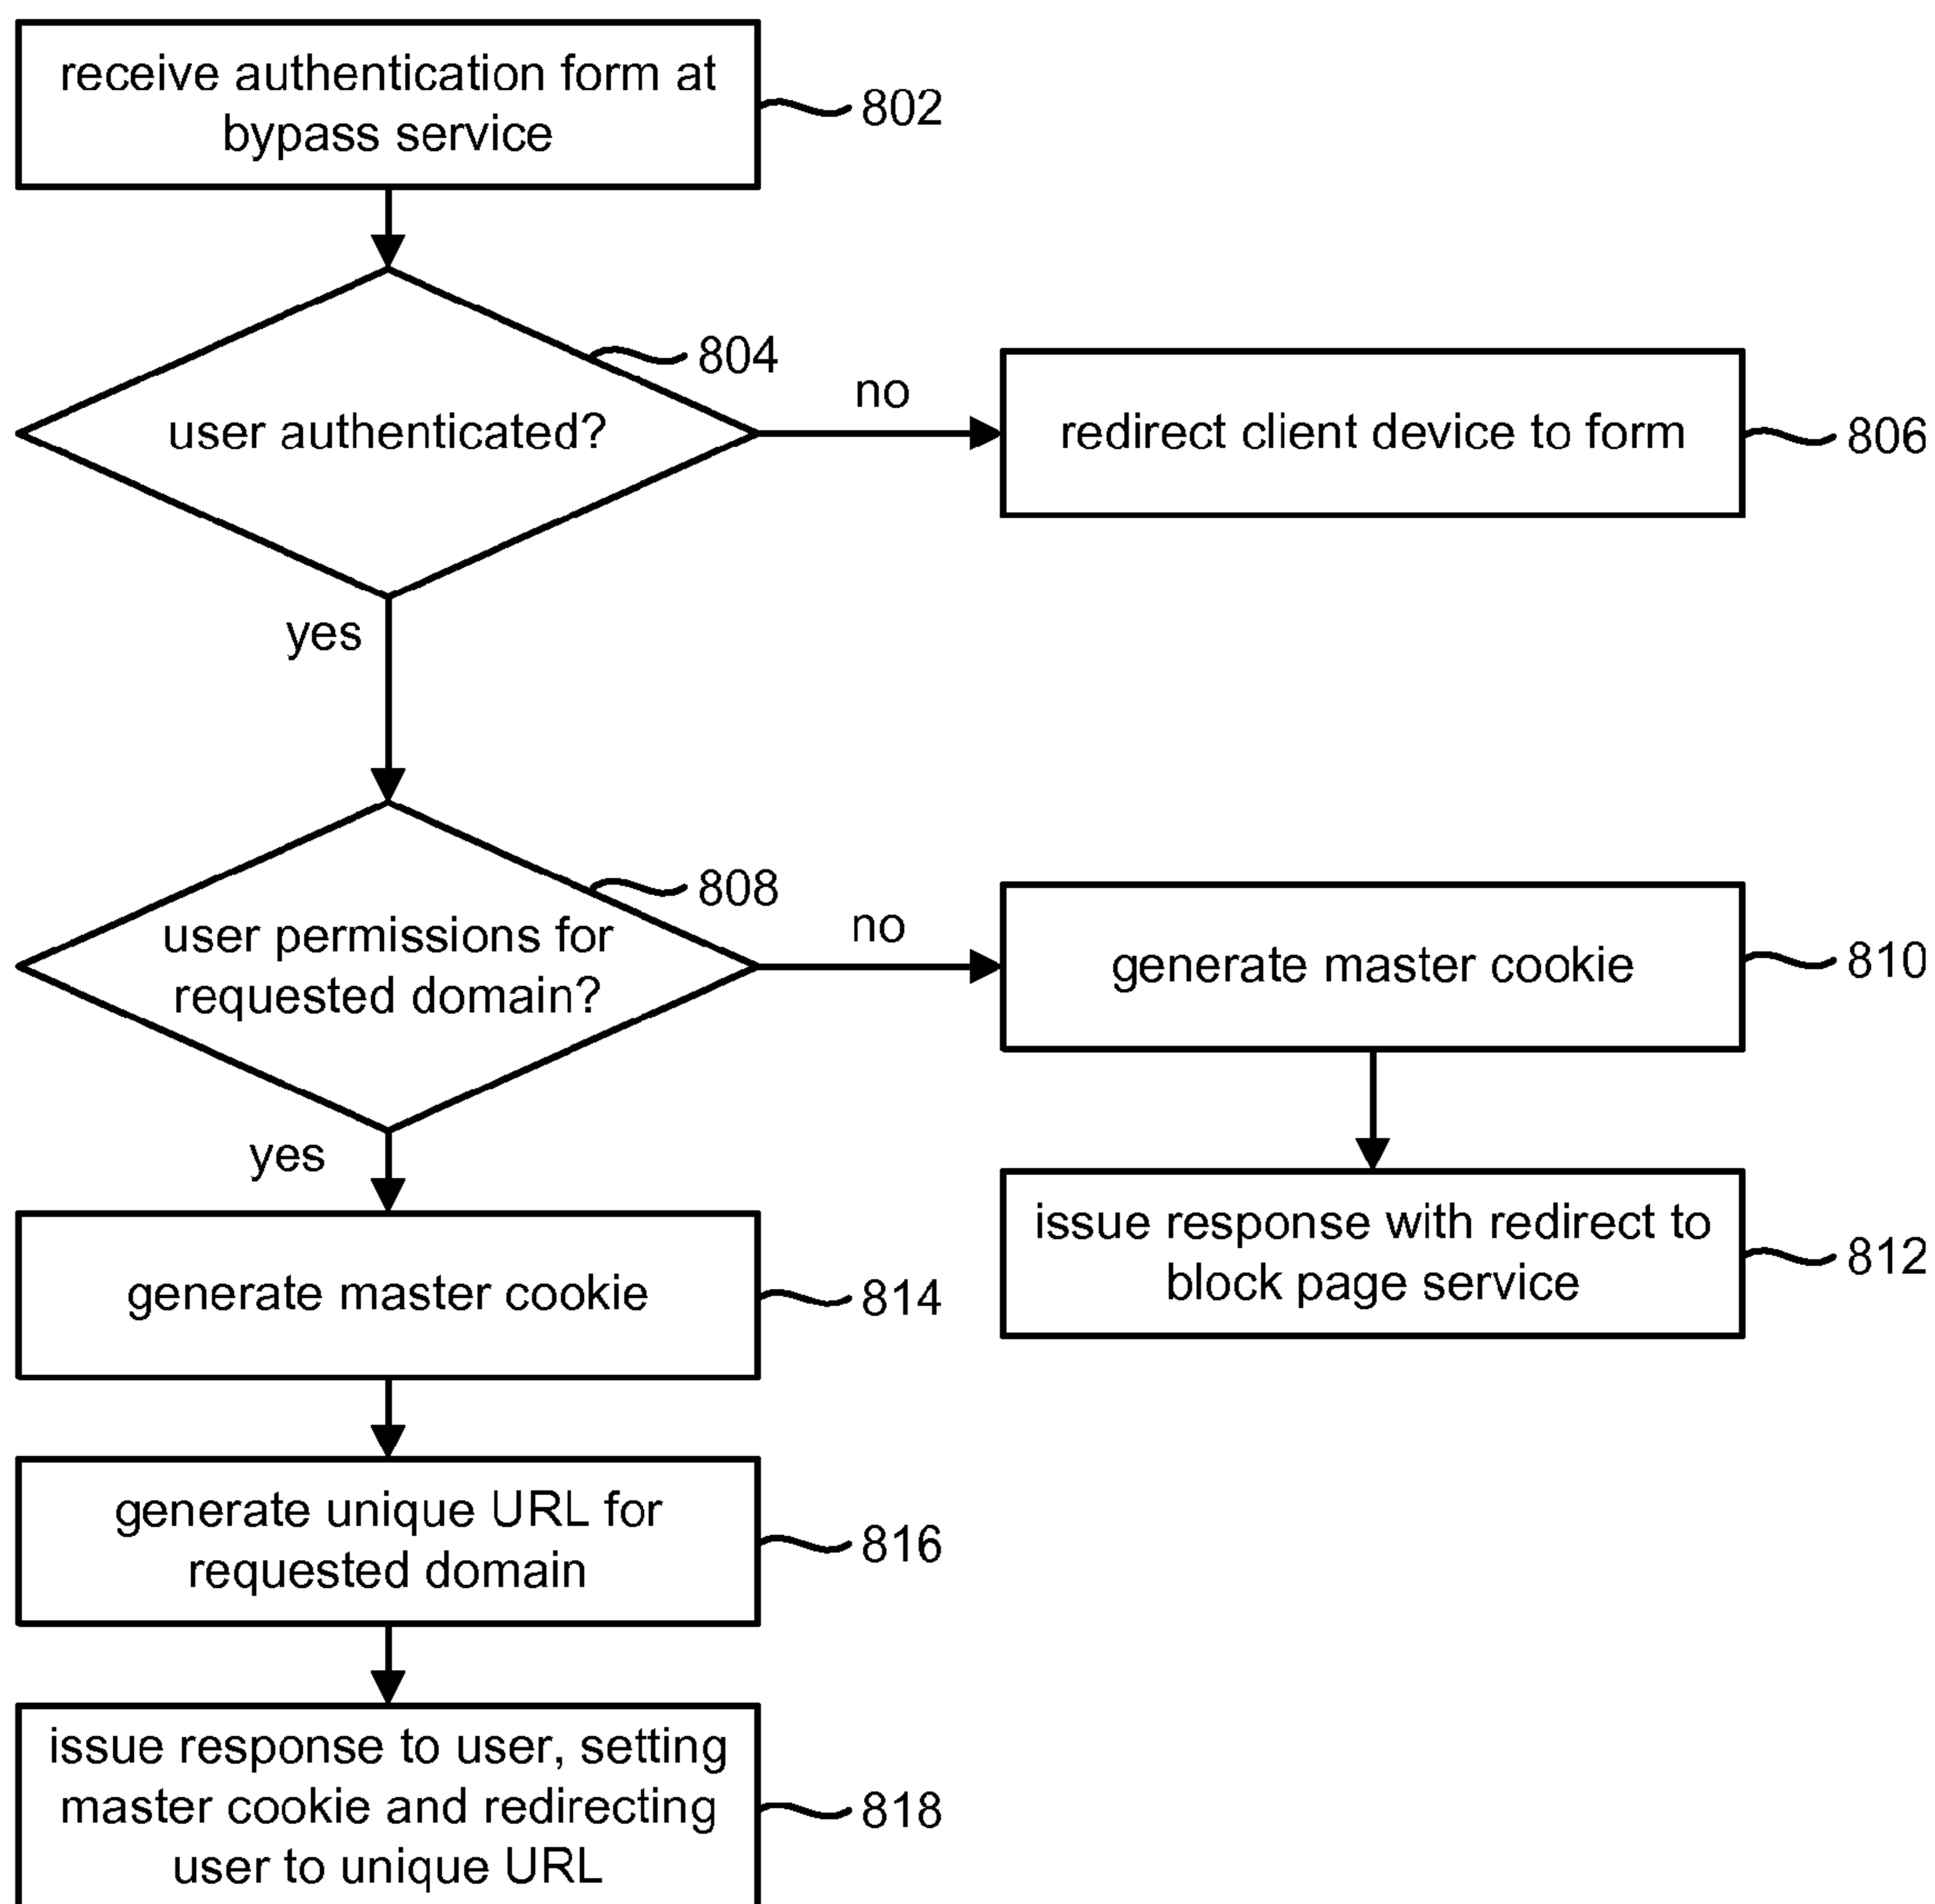 receive authentication form at
bypass service
802
804
user authenticated?
no
redirect client device to form
806
yes
808
user permissions for
requested domain?
no
generate master cookie
810
yes
issue response with redirect to
block page service
812
generate master cookie
814
generate unique URL for
requested domain
816
issue response to user, setting
master cookie and redirecting
user to unique URL
818